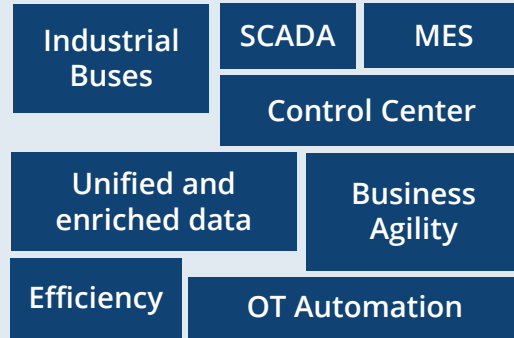 Industrial
Buses
SCADA
MES
Control Center
Unified and
enriched data
Business
Agility
Efficiency
OT Automation